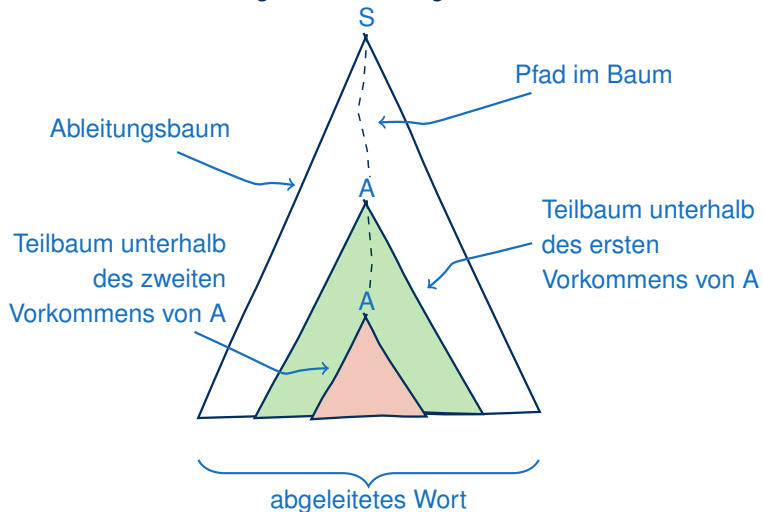 S
Pfad im Baum
Ableitungsbaum
A
Teilbaum unterhalb
des ersten
Vorkommens von A
Teilbaum unterhalb
des zweiten
Vorkommens von A
A
abgeleitetes Wort